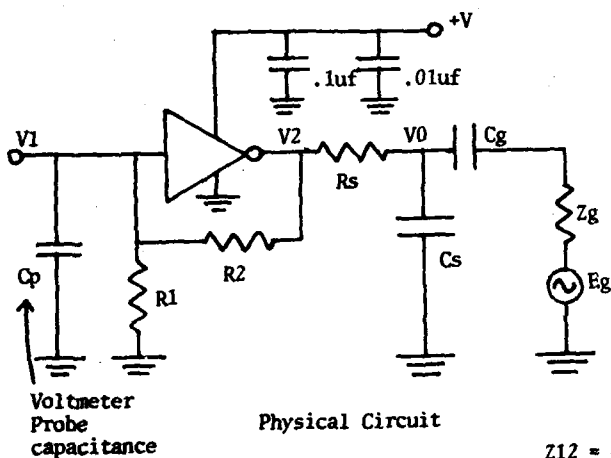 +V
.1uf
.01uf
V1
V2
V0
Cg
Rs
Zg
R2
Cs
Eg
Cp
R1
Voltmeter
Probe
capacitance
Physical Circuit
Z12 =